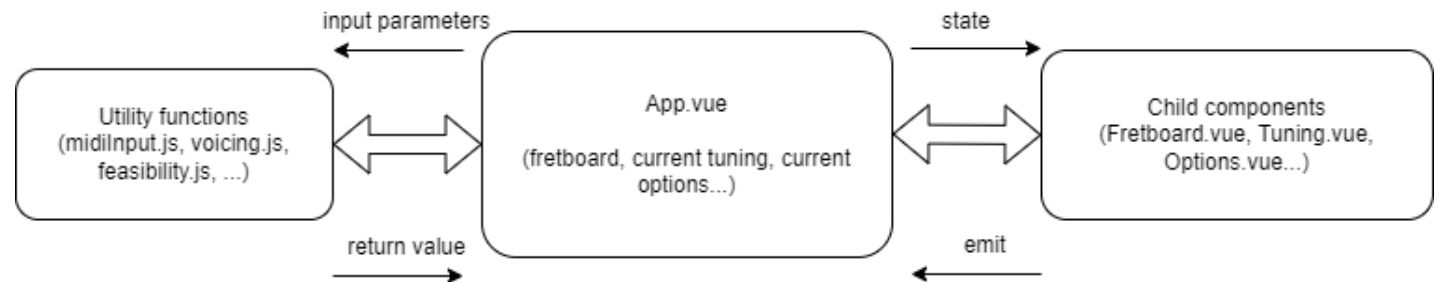 input parameters
state
Utility functions
(midiInput.js, voicing.js,
feasibility.js, ...)
App.vue
(fretboard, current tuning, current
options...)
Child components
(Fretboard.vue, Tuning.vue,
Options.vue...)
return value
emit